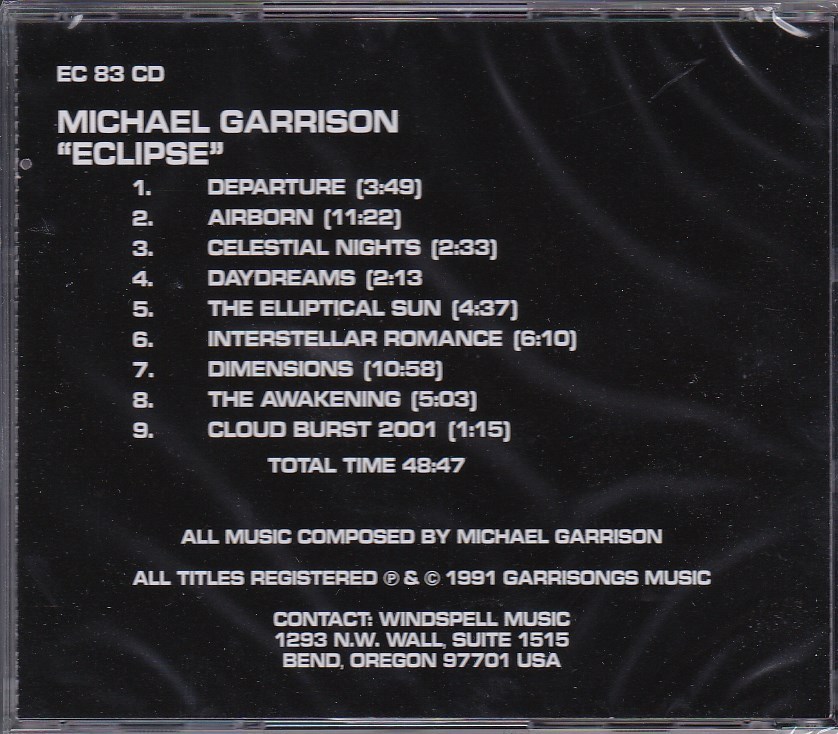 EC 83 CD
MICHAEL GARRISON
“ECLIPSE”
1. DEPARTURE (3:49)
2. AIRBORN (11:22)
3. CELESTIAL NIGHTS (2:33)
4. DAYDREAMS (2:13
5. THE ELLIPTICAL SUN (4:37)
6. INTERSTELLAR ROMANCE (6:10)
7. DIMENSIONS (10:58)
8. THE AWAKENING (5:03)
9. CLOUD BURST 2001 (1:15)
TOTAL TIME 48:47
ALL MUSIC COMPOSED BY MICHAEL GARRISON
ALL TITLES REGISTERED ℗ & © 1991 GARRISONGS MUSIC
CONTACT: WINDSPELL MUSIC
1293 N.W. WALL, SUITE 1515
BEND, OREGON 97701 USA